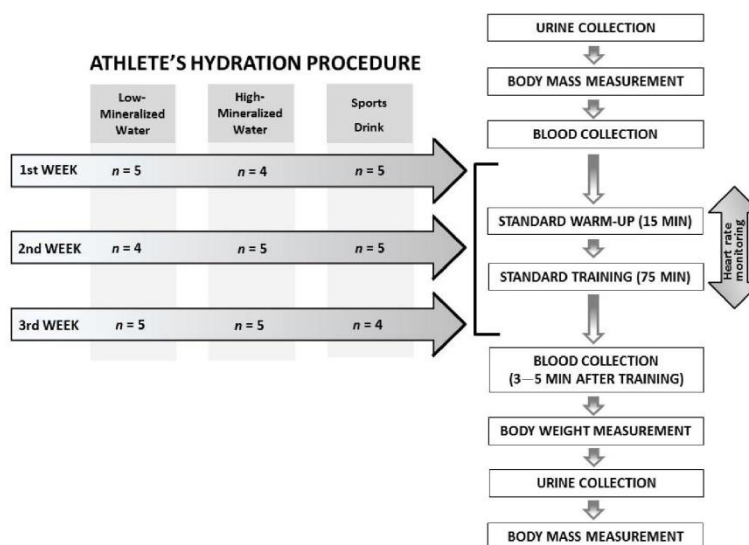 ATHLETE'S HYDRATION PROCEDURE
Low-
Mineralized
Water
High-
Mineralized
Water
Sports
Drink
1st WEEK n = 5 n = 4 n = 5
2nd WEEK n = 4 n = 5 n = 5
3rd WEEK n = 5 n = 5 n = 4
URINE COLLECTION
BODY MASS MEASUREMENT
BLOOD COLLECTION
STANDARD WARM-UP (15 MIN)
STANDARD TRAINING (75 MIN)
Heart rate
monitoring
BLOOD COLLECTION
(3—5 MIN AFTER TRAINING)
BODY WEIGHT MEASUREMENT
URINE COLLECTION
BODY MASS MEASUREMENT